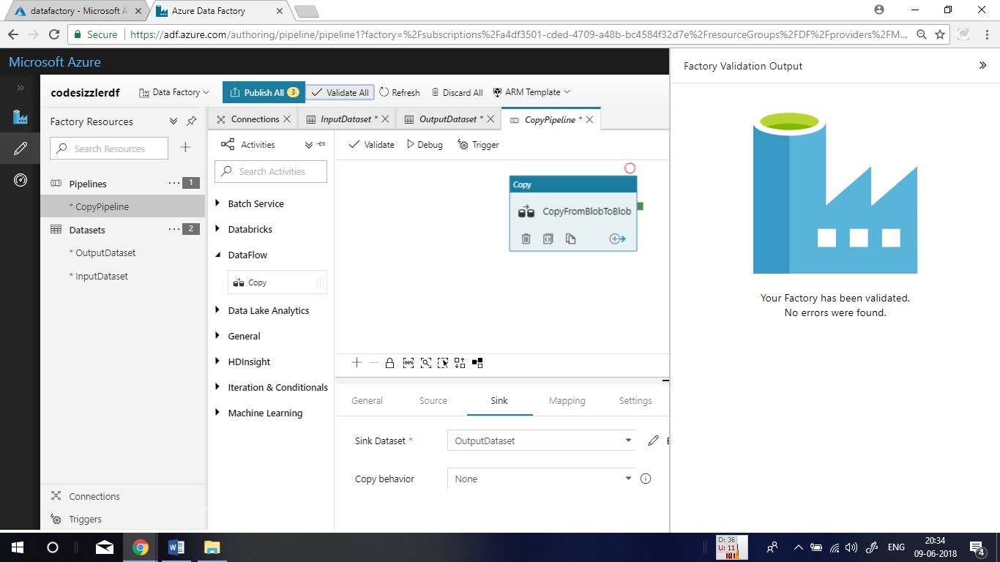 datafactory - Microsoft A
Azure Data Factory
Secure
https://adf.azure.com/authoring/pipeline/pipeline1?factory=%2Fsubscriptions%2Fa4df3501-cded-4709-a48b-bc4584f32d7e%2FresourceGroups%2FDF%2Fproviders%2FM...
Microsoft Azure
Factory Validation Output
codesizzlerdf
Data Factory
Publish All 3
Validate All
Refresh
Discard All
ARM Template
Factory Resources
Connections
InputDataset *
OutputDataset *
CopyPipeline *
Search Resources
Activities
Validate
Debug
Trigger
Search Activities
Pipelines
1
* CopyPipeline
Datasets
2
* OutputDataset
* InputDataset
Batch Service
Databricks
DataFlow
Copy
Data Lake Analytics
General
HDInsight
Iteration & Conditionals
Machine Learning
Copy
CopyFromBlobToBlob
100%
Your Factory has been validated.
No errors were found.
General
Source
Sink
Mapping
Settings
Sink Dataset *
OutputDataset
Copy behavior
None
Connections
Triggers
D: 36
U: 11
ENG
20:34
09-06-2018
4